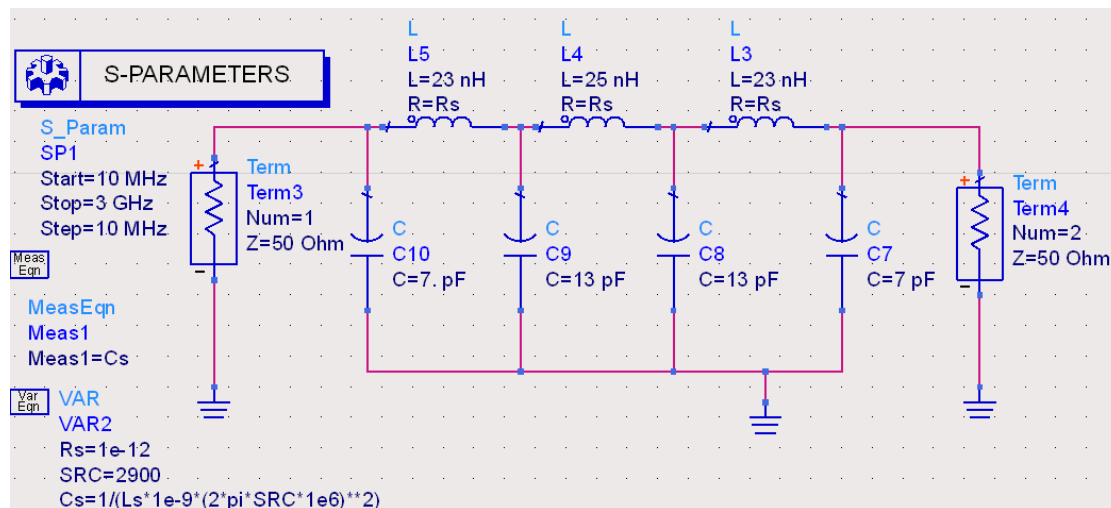 S-PARAMETERS
S_Param
SP1
Start=10 MHz
Stop=3 GHz
Step=10 MHz
Meas
Eqn
MeasEqn
Meas1
Meas1=Cs
Var
Eqn
VAR
VAR2
Rs=1e-12
SRC=2900
Cs=1/(Ls*1e-9*(2*pi*SRC*1e6)**2)
+
Term
Term3
Num=1
Z=50 Ohm
-
L
L5
L=23 nH
R=Rs
L
L4
L=25 nH
R=Rs
L
L3
L=23 nH
R=Rs
C
C10
C=7. pF
C
C9
C=13 pF
C
C8
C=13 pF
C
C7
C=7 pF
+
Term
Term4
Num=2
Z=50 Ohm
-